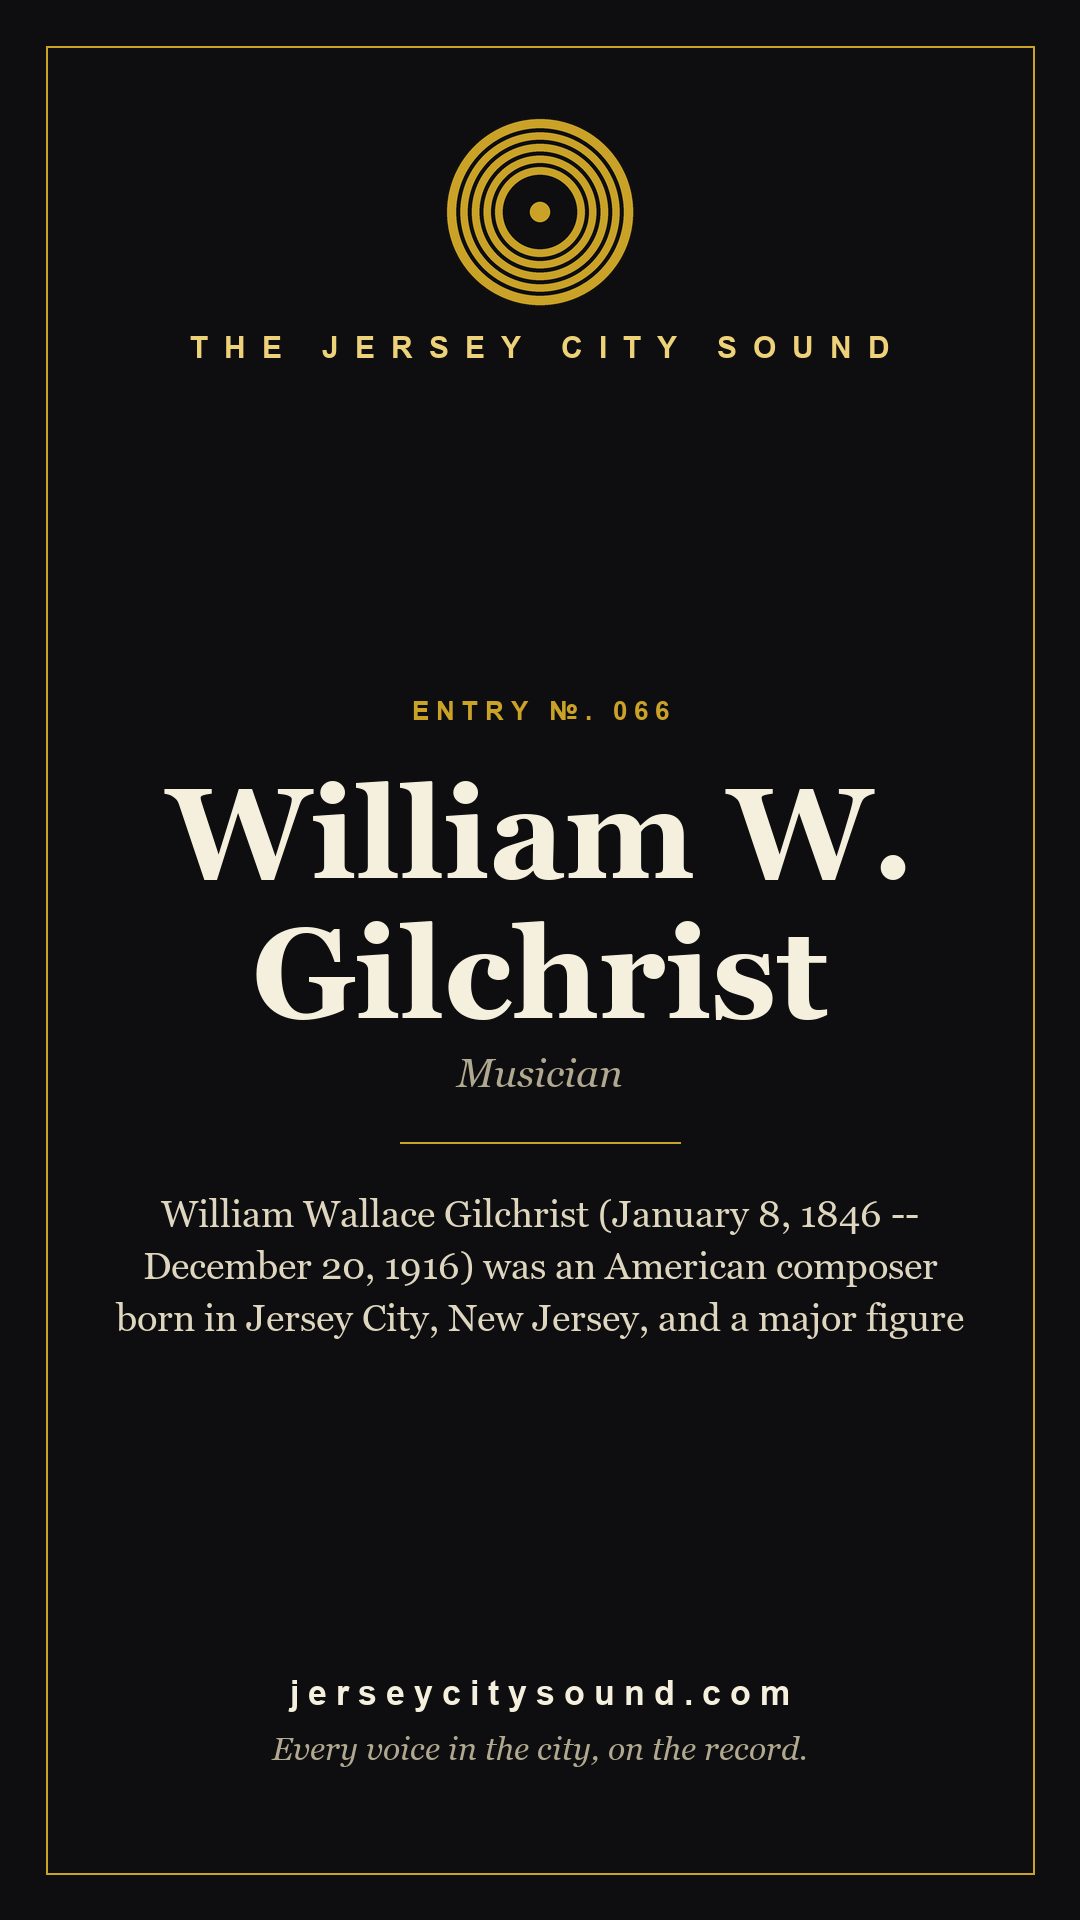 THE JERSEY CITY SOUND
ENTRY №. 066
William W.
Gilchrist
Musician
William Wallace Gilchrist (January 8, 1846 --
December 20, 1916) was an American composer
born in Jersey City, New Jersey, and a major figure
jerseycitysound.com
Every voice in the city, on the record.